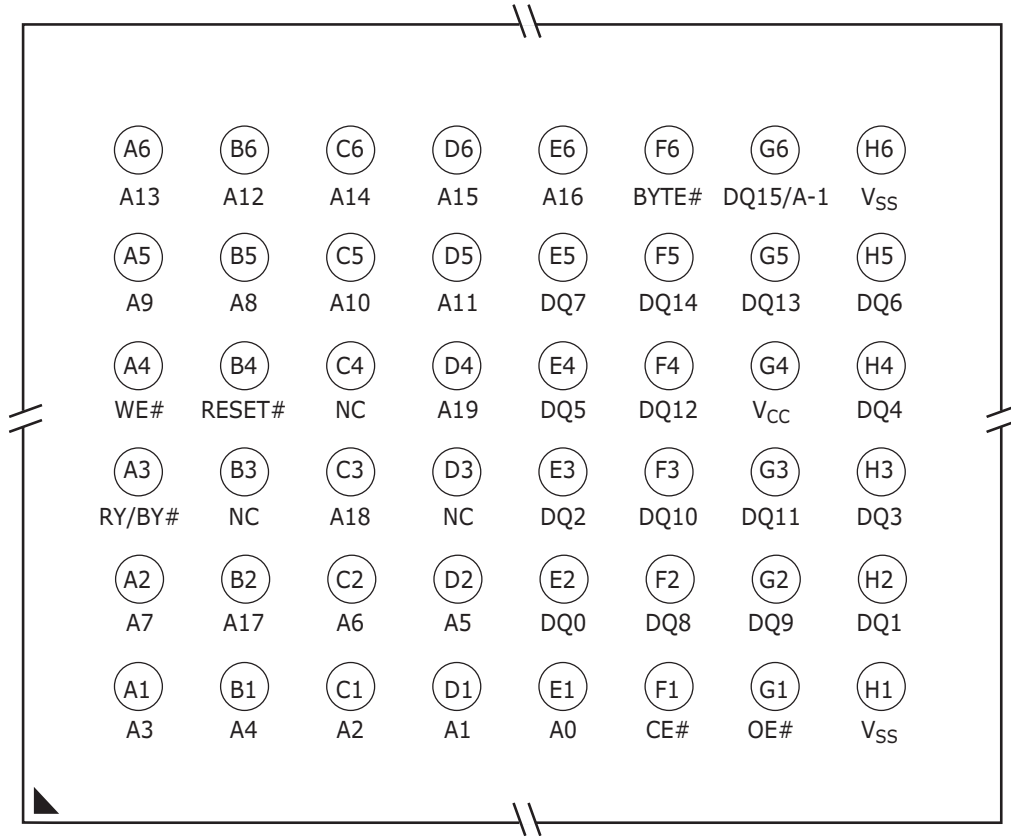 A6 B6 C6 D6 E6 F6 G6 H6
A13 A12 A14 A15 A16 BYTE# DQ15/A-1 VSS
A5 B5 C5 D5 E5 F5 G5 H5
A9 A8 A10 A11 DQ7 DQ14 DQ13 DQ6
A4 B4 C4 D4 E4 F4 G4 H4
WE# RESET# NC A19 DQ5 DQ12 VCC DQ4
A3 B3 C3 D3 E3 F3 G3 H3
RY/BY# NC A18 NC DQ2 DQ10 DQ11 DQ3
A2 B2 C2 D2 E2 F2 G2 H2
A7 A17 A6 A5 DQ0 DQ8 DQ9 DQ1
A1 B1 C1 D1 E1 F1 G1 H1
A3 A4 A2 A1 A0 CE# OE# VSS